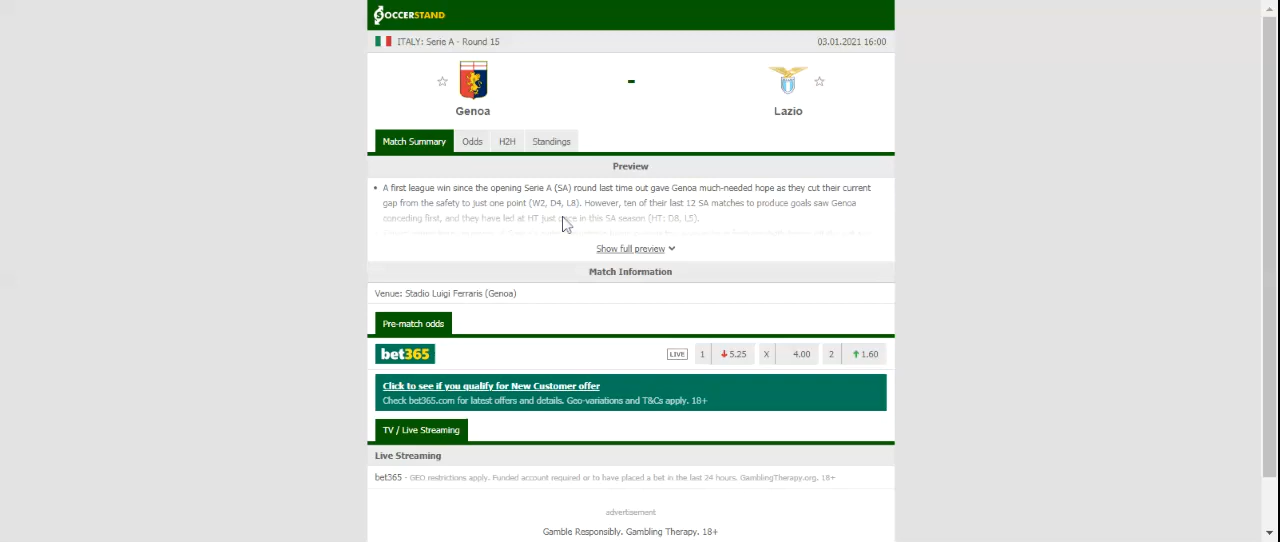 SOCCERSTAND
ITALY: Serie A - Round 15 03.01.2021 16:00
-
Genoa Lazio
Match Summary Odds H2H Standings
Preview
• A first league win since the opening Serie A (SA) round last time out gave Genoa much-needed hope as they cut their current
gap from the safety to just one point (W2, D4, L8). However, ten of their last 12 SA matches to produce goals saw Genoa
conceding first, and they have led at HT just once in this SA season (HT: D8, L5).
Show full preview
Match Information
Venue: Stadio Luigi Ferraris (Genoa)
Pre-match odds
bet365 LIVE 1 5.25 X 4.00 2 1.60
Click to see if you qualify for New Customer offer
Check bet365.com for latest offers and details. Geo-variations and T&Cs apply. 18+
TV / Live Streaming
Live Streaming
bet365 - GEO restrictions apply. Funded account required or to have placed a bet in the last 24 hours. GamblingTherapy.org. 18+
advertisement
Gamble Responsibly. Gambling Therapy. 18+